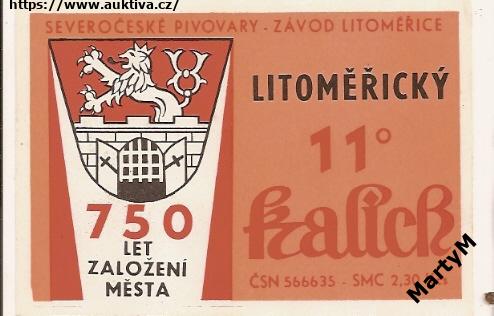 https://www.auktiva.cz/
SEVEROČESKÉ PIVOVARY - ZÁVOD LITOMĚŘICE
LITOMĚŘICKÝ
11°
kalich
750
LET
ZALOŽENÍ
MĚSTA
ČSN 566635 - SMC 2,30
MartyM